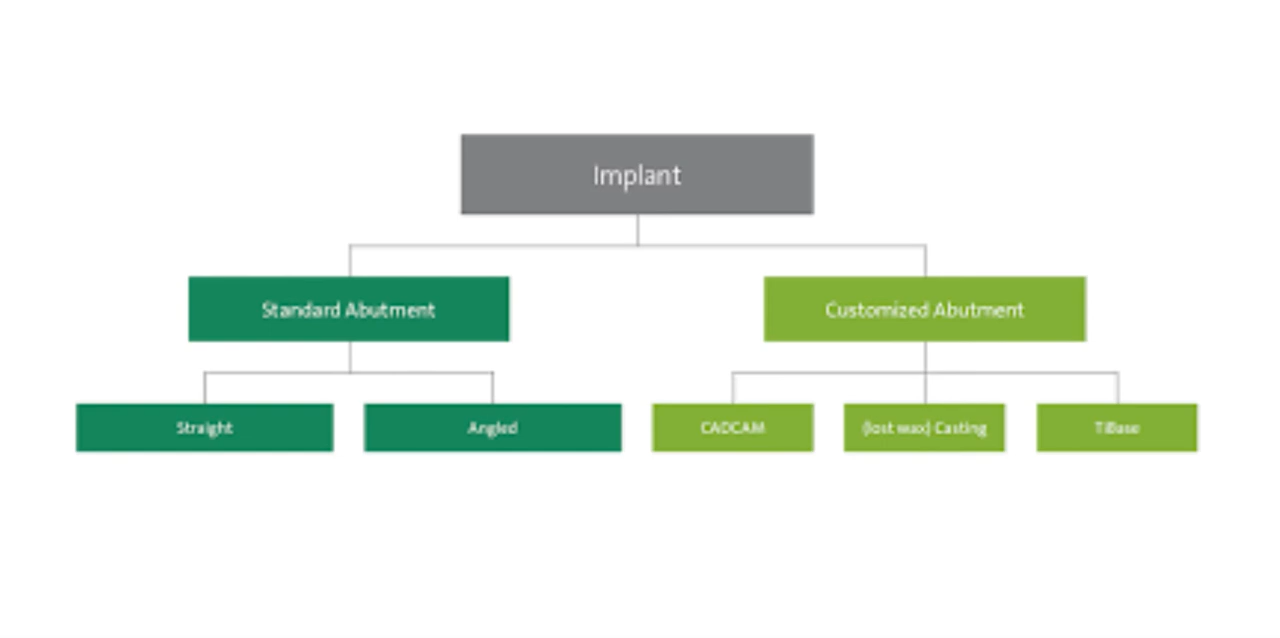 Implant
Standard Abutment
Customized Abutment
Straight
Angled
CADCAM
(lost wax) Casting
TiBase